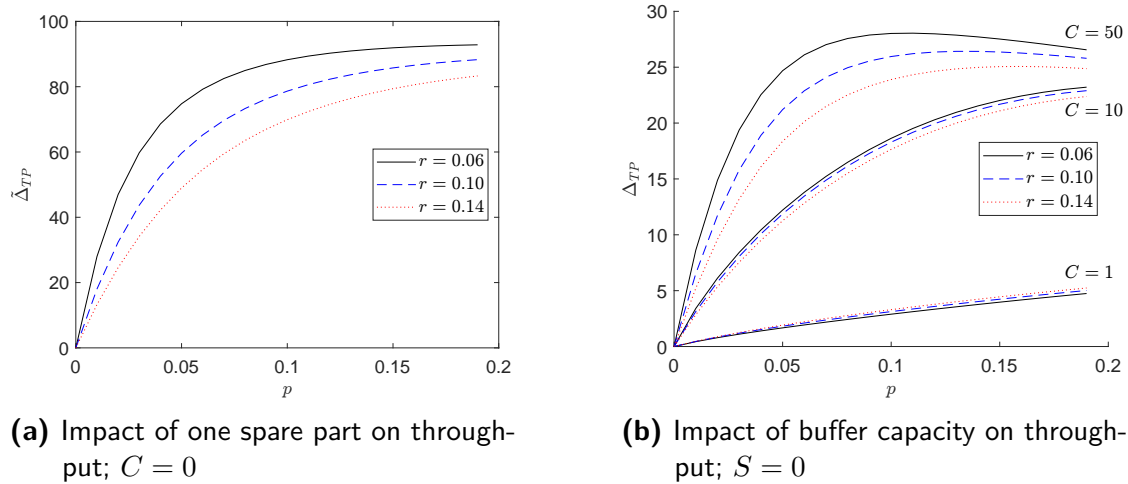 100
80
60
40
20
0
Δ̃_TP
0
0.05
0.1
0.15
0.2
p
r = 0.06
r = 0.10
r = 0.14
(a) Impact of one spare part on through-
put; C = 0
30
25
20
15
10
5
0
Δ_TP
0
0.05
0.1
0.15
0.2
p
C = 50
C = 10
r = 0.06
r = 0.10
r = 0.14
C = 1
(b) Impact of buffer capacity on through-
put; S = 0